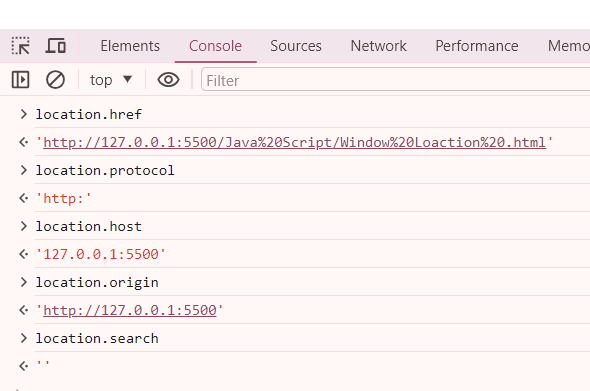 Elements Console Sources Network Performance Memo
top Filter
location.href
'http://127.0.0.1:5500/Java%20Script/Window%20Loaction%20.html'
location.protocol
'http:'
location.host
'127.0.0.1:5500'
location.origin
'http://127.0.0.1:5500'
location.search
''